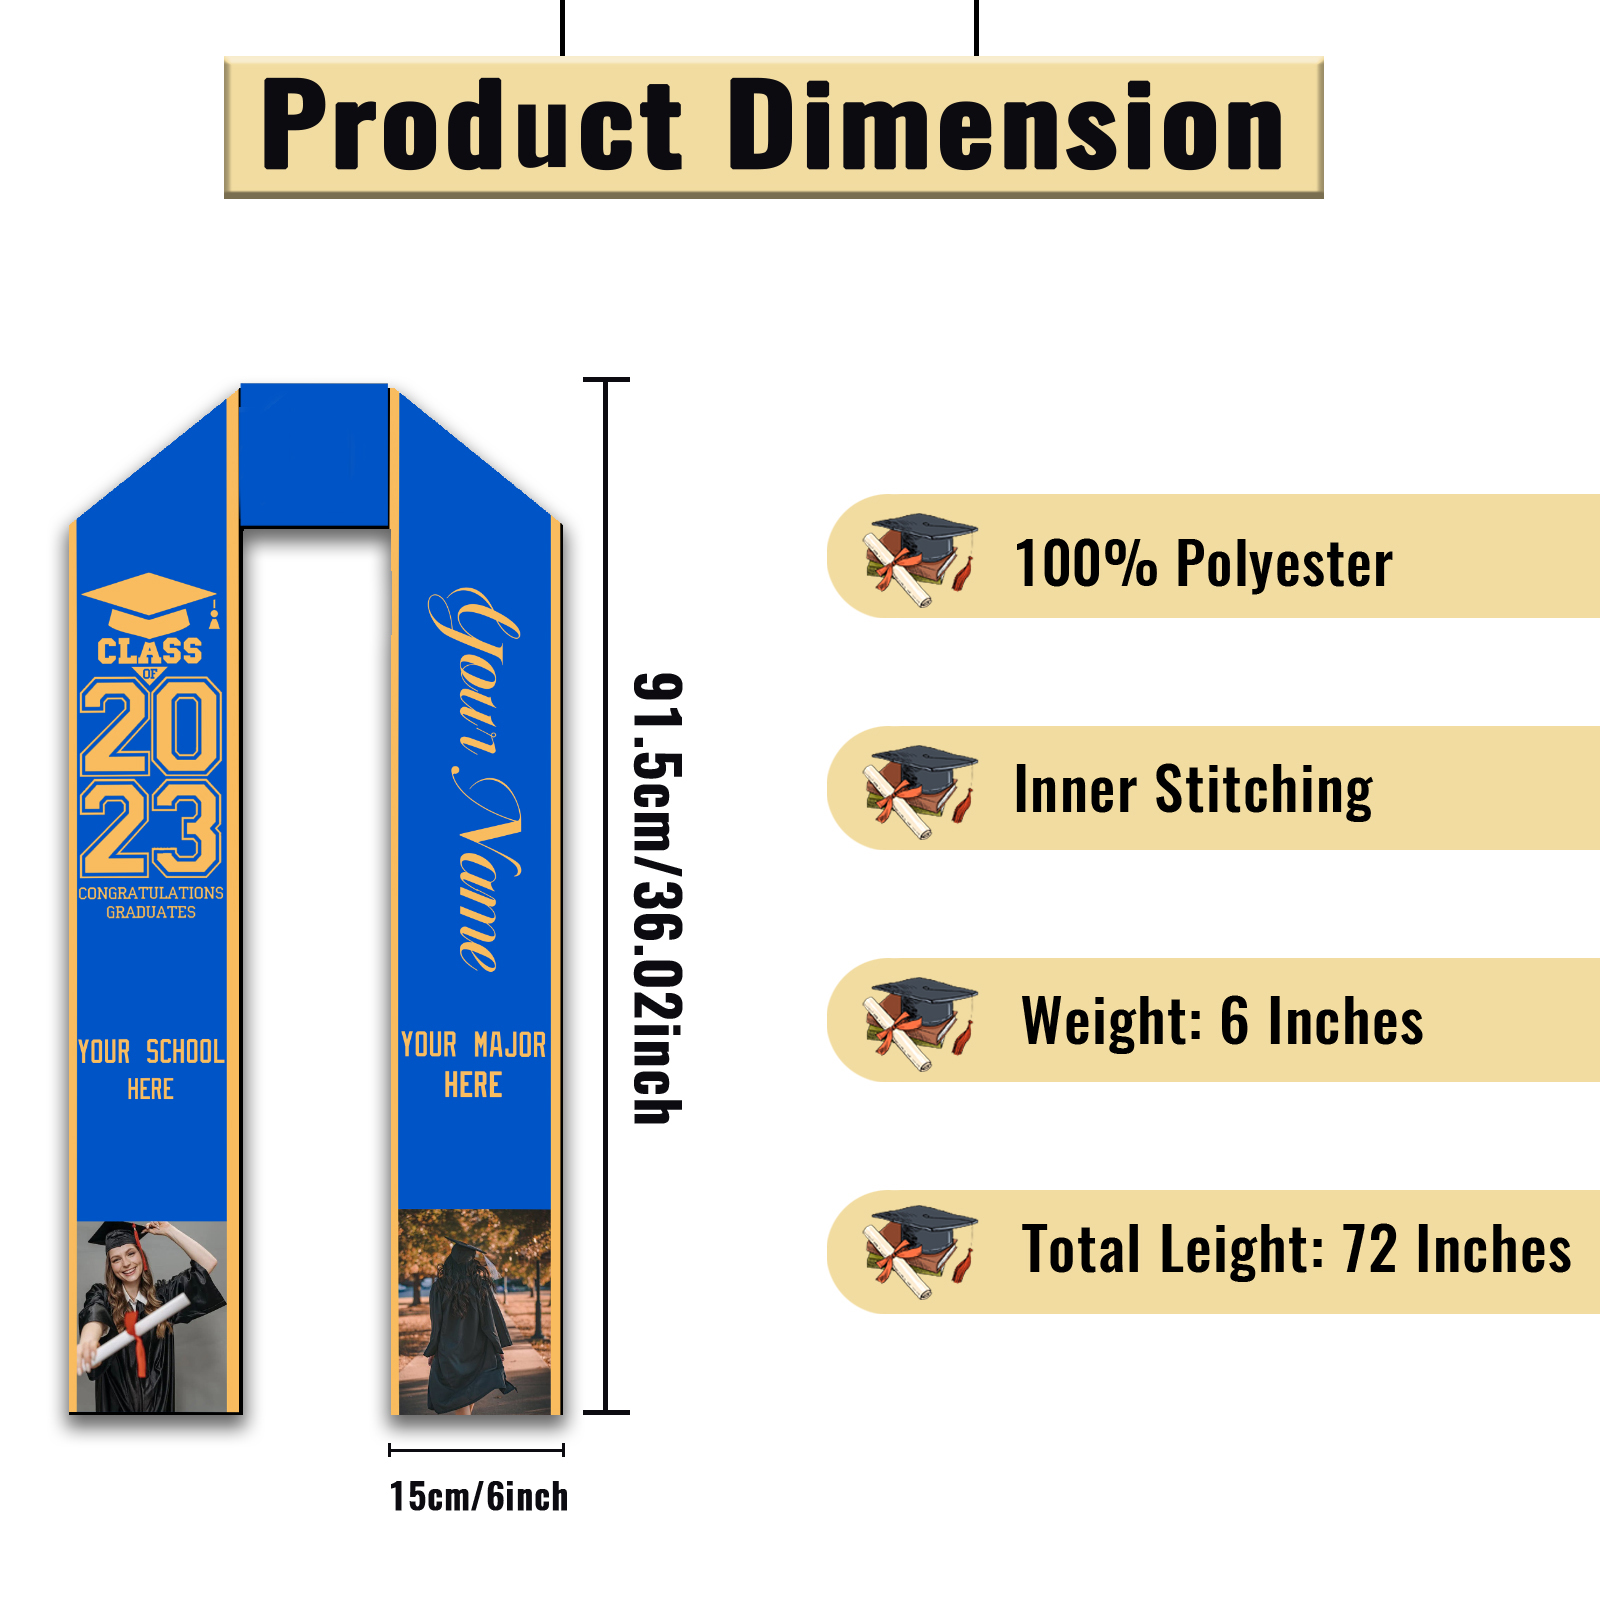 Product Dimension
CLASS
OF
20
23
CONGRATULATIONS
GRADUATES
YOUR SCHOOL
HERE
Your Name
YOUR MAJOR
HERE
91.5cm/36.02inch
15cm/6inch
100% Polyester
Inner Stitching
Weight: 6 Inches
Total Leight: 72 Inches